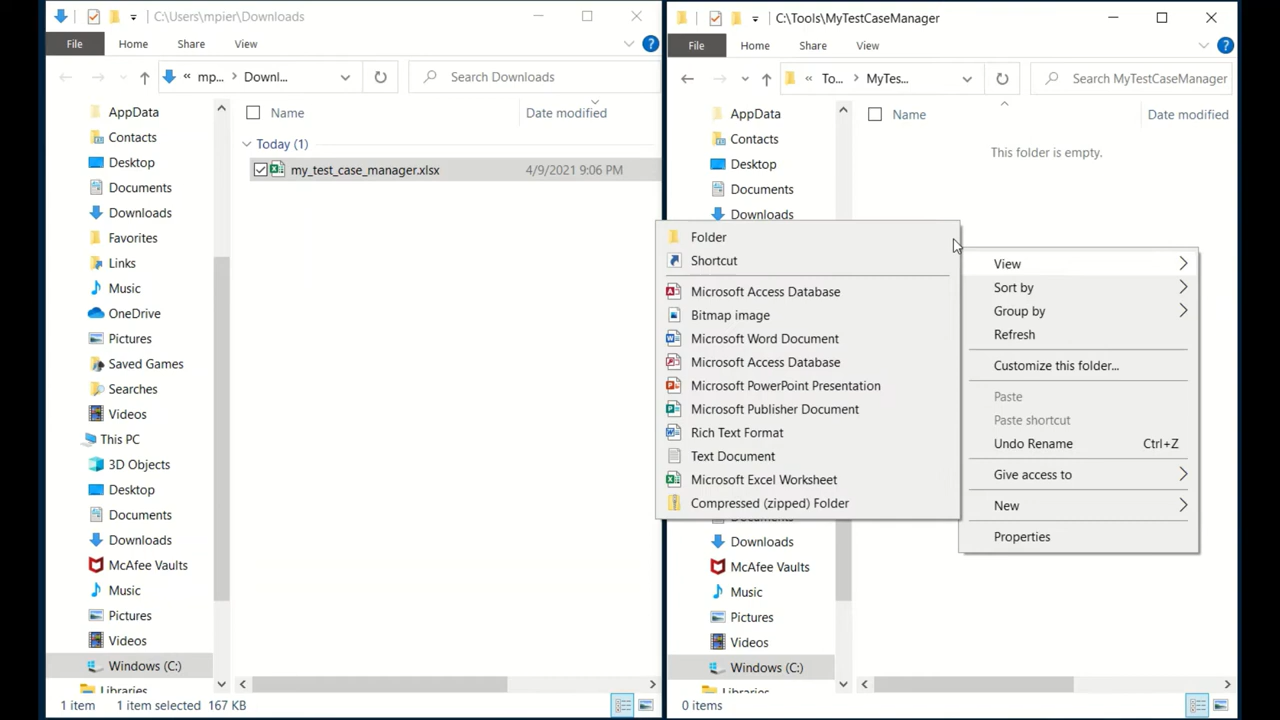 C:\Users\mpier\Downloads
File Home Share View
« mp... > Downl...
Search Downloads
AppData
Contacts
Desktop
Documents
Downloads
Favorites
Links
Music
OneDrive
Pictures
Saved Games
Searches
Videos
This PC
3D Objects
Desktop
Documents
Downloads
McAfee Vaults
Music
Pictures
Videos
Windows (C:)
Libraries
Name Date modified
Today (1)
my_test_case_manager.xlsx 4/9/2021 9:06 PM
1 item 1 item selected 167 KB
C:\Tools\MyTestCaseManager
File Home Share View
« To... > MyTes...
Search MyTestCaseManager
AppData
Contacts
Desktop
Documents
Downloads
Name Date modified
This folder is empty.
Folder
Shortcut
Microsoft Access Database
Bitmap image
Microsoft Word Document
Microsoft Access Database
Microsoft PowerPoint Presentation
Microsoft Publisher Document
Rich Text Format
Text Document
Microsoft Excel Worksheet
Compressed (zipped) Folder
View
Sort by
Group by
Refresh
Customize this folder...
Paste
Paste shortcut
Undo Rename Ctrl+Z
Give access to
New
Properties
Downloads
McAfee Vaults
Music
Pictures
Videos
Windows (C:)
0 items